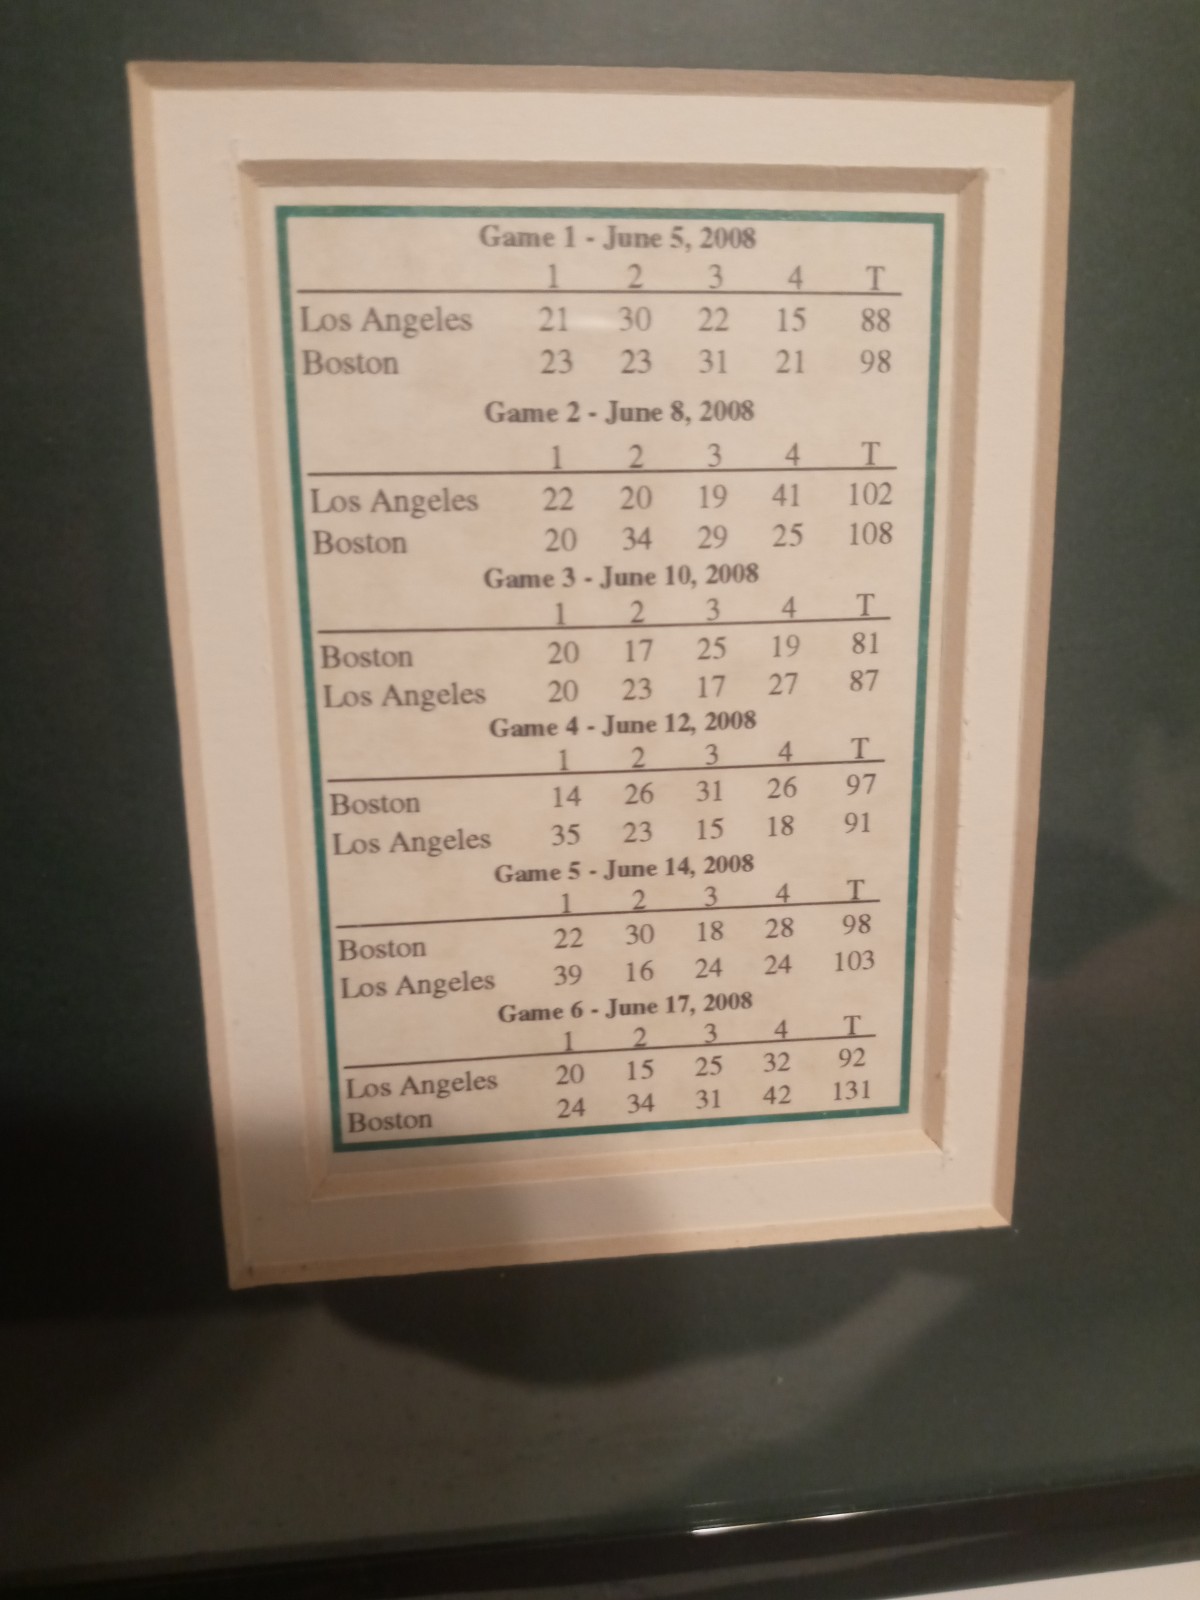 Game 1 - June 5, 2008
1 2 3 4 T
Los Angeles 21 30 22 15 88
Boston 23 23 31 21 98
Game 2 - June 8, 2008
1 2 3 4 T
Los Angeles 22 20 19 41 102
Boston 20 34 29 25 108
Game 3 - June 10, 2008
1 2 3 4 T
Boston 20 17 25 19 81
Los Angeles 20 23 17 27 87
Game 4 - June 12, 2008
1 2 3 4 T
Boston 14 26 31 26 97
Los Angeles 35 23 15 18 91
Game 5 - June 14, 2008
1 2 3 4 T
Boston 22 30 18 28 98
Los Angeles 39 16 24 24 103
Game 6 - June 17, 2008
1 2 3 4 T
Los Angeles 20 15 25 32 92
Boston 24 34 31 42 131